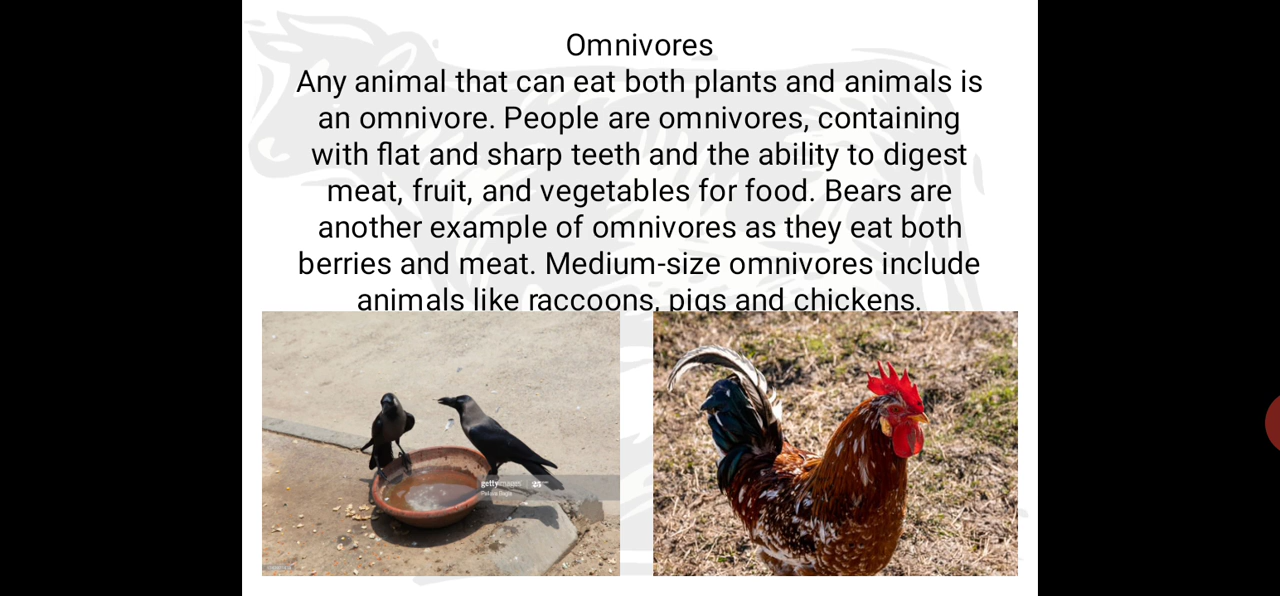 Omnivores
Any animal that can eat both plants and animals is
an omnivore. People are omnivores, containing
with flat and sharp teeth and the ability to digest
meat, fruit, and vegetables for food. Bears are
another example of omnivores as they eat both
berries and meat. Medium-size omnivores include
animals like raccoons, pigs and chickens.
gettyimages